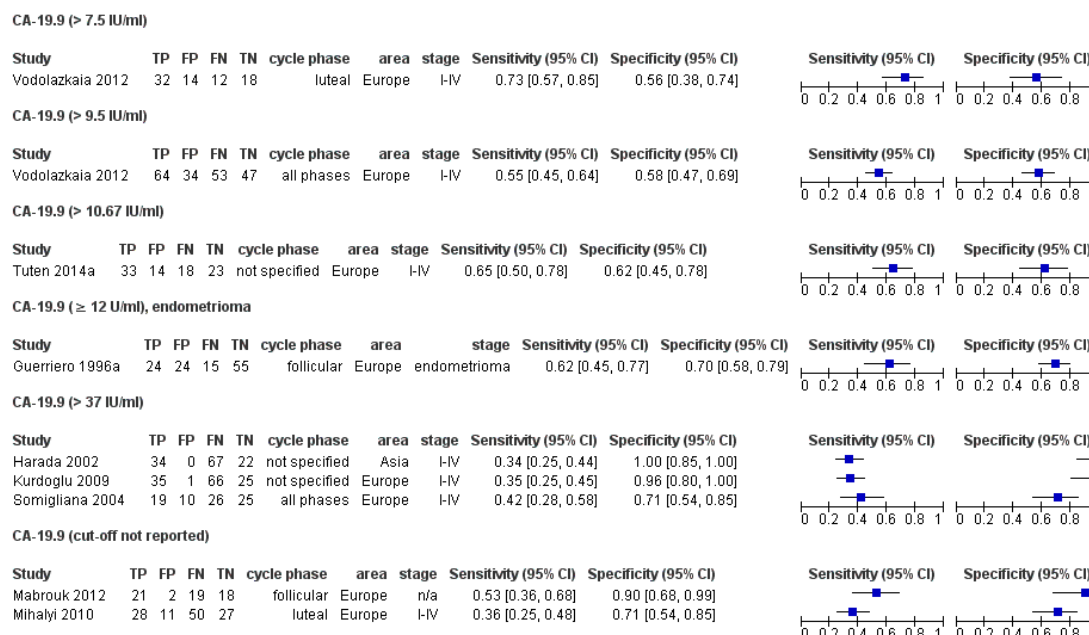 CA-19.9 (> 7.5 IU/ml)
Study TP FP FN TN cycle phase area stage Sensitivity (95% CI) Specificity (95% CI) Sensitivity (95% CI) Specificity (95% CI)
Vodolazkaia 2012 32 14 12 18 luteal Europe I-IV 0.73 [0.57, 0.85] 0.56 [0.38, 0.74]
0 0.2 0.4 0.6 0.8 1 0 0.2 0.4 0.6 0.8
CA-19.9 (> 9.5 IU/ml)
Study TP FP FN TN cycle phase area stage Sensitivity (95% CI) Specificity (95% CI) Sensitivity (95% CI) Specificity (95% CI)
Vodolazkaia 2012 64 34 53 47 all phases Europe I-IV 0.55 [0.45, 0.64] 0.58 [0.47, 0.69]
0 0.2 0.4 0.6 0.8 1 0 0.2 0.4 0.6 0.8
CA-19.9 (> 10.67 IU/ml)
Study TP FP FN TN cycle phase area stage Sensitivity (95% CI) Specificity (95% CI) Sensitivity (95% CI) Specificity (95% CI)
Tuten 2014a 33 14 18 23 not specified Europe I-IV 0.65 [0.50, 0.78] 0.62 [0.45, 0.78]
0 0.2 0.4 0.6 0.8 1 0 0.2 0.4 0.6 0.8
CA-19.9 (≥ 12 U/ml), endometrioma
Study TP FP FN TN cycle phase area stage Sensitivity (95% CI) Specificity (95% CI) Sensitivity (95% CI) Specificity (95% CI)
Guerriero 1996a 24 24 15 55 follicular Europe endometrioma 0.62 [0.45, 0.77] 0.70 [0.58, 0.79]
0 0.2 0.4 0.6 0.8 1 0 0.2 0.4 0.6 0.8
CA-19.9 (> 37 IU/ml)
Study TP FP FN TN cycle phase area stage Sensitivity (95% CI) Specificity (95% CI) Sensitivity (95% CI) Specificity (95% CI)
Harada 2002 34 0 67 22 not specified Asia I-IV 0.34 [0.25, 0.44] 1.00 [0.85, 1.00]
Kurdoglu 2009 35 1 66 25 not specified Europe I-IV 0.35 [0.25, 0.45] 0.96 [0.80, 1.00]
Somigliana 2004 19 10 26 25 all phases Europe I-IV 0.42 [0.28, 0.58] 0.71 [0.54, 0.85]
0 0.2 0.4 0.6 0.8 1 0 0.2 0.4 0.6 0.8
CA-19.9 (cut-off not reported)
Study TP FP FN TN cycle phase area stage Sensitivity (95% CI) Specificity (95% CI) Sensitivity (95% CI) Specificity (95% CI)
Mabrouk 2012 21 2 19 18 follicular Europe n/a 0.53 [0.36, 0.68] 0.90 [0.68, 0.99]
Mihalyi 2010 28 11 50 27 luteal Europe I-IV 0.36 [0.25, 0.48] 0.71 [0.54, 0.85]
0 0.2 0.4 0.6 0.8 1 0 0.2 0.4 0.6 0.8